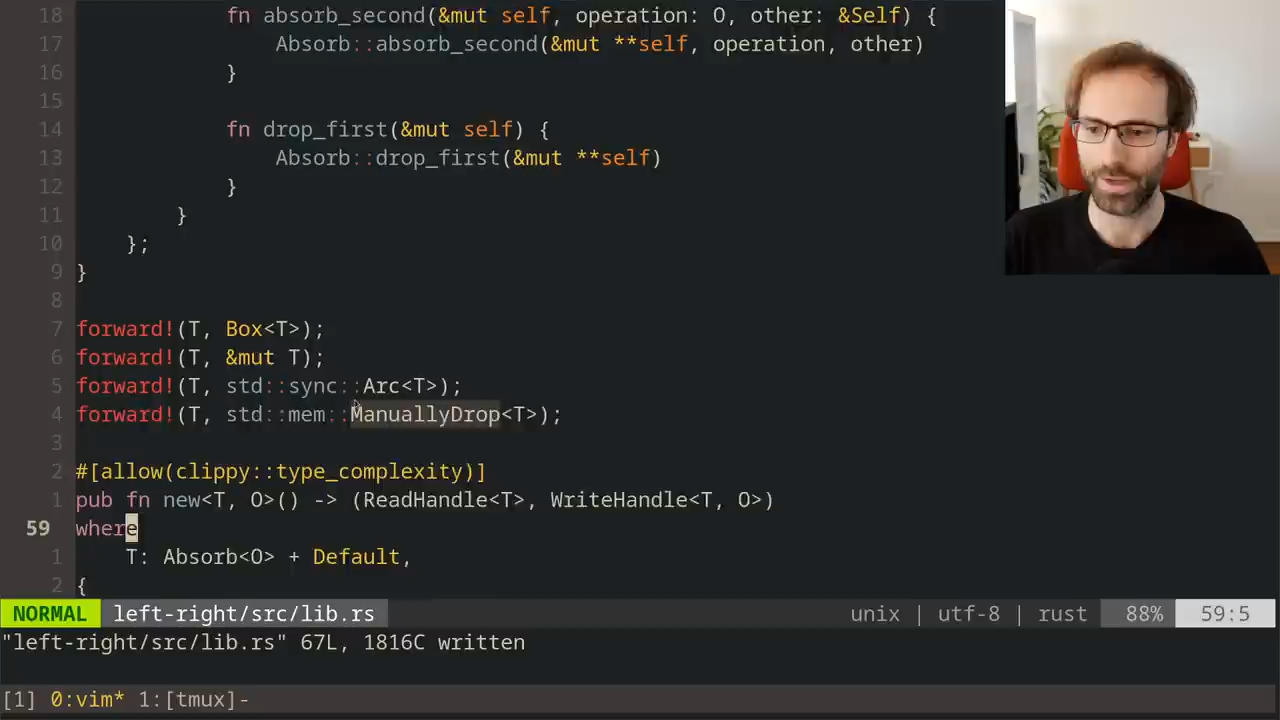 18 fn absorb_second(&mut self, operation: O, other: &Self) {
17 Absorb::absorb_second(&mut **self, operation, other)
16 }
15
14 fn drop_first(&mut self) {
13 Absorb::drop_first(&mut **self)
12 }
11 }
10 };
9 }
8
7 forward!(T, Box<T>);
6 forward!(T, &mut T);
5 forward!(T, std::sync::Arc<T>);
4 forward!(T, std::mem::ManuallyDrop<T>);
3
2 #[allow(clippy::type_complexity)]
1 pub fn new<T, O>() -> (ReadHandle<T>, WriteHandle<T, O>)
59 where
1 T: Absorb<O> + Default,
2 {
NORMAL left-right/src/lib.rs unix | utf-8 | rust 88% 59:5
"left-right/src/lib.rs" 67L, 1816C written
[1] 0:vim* 1:[tmux]-